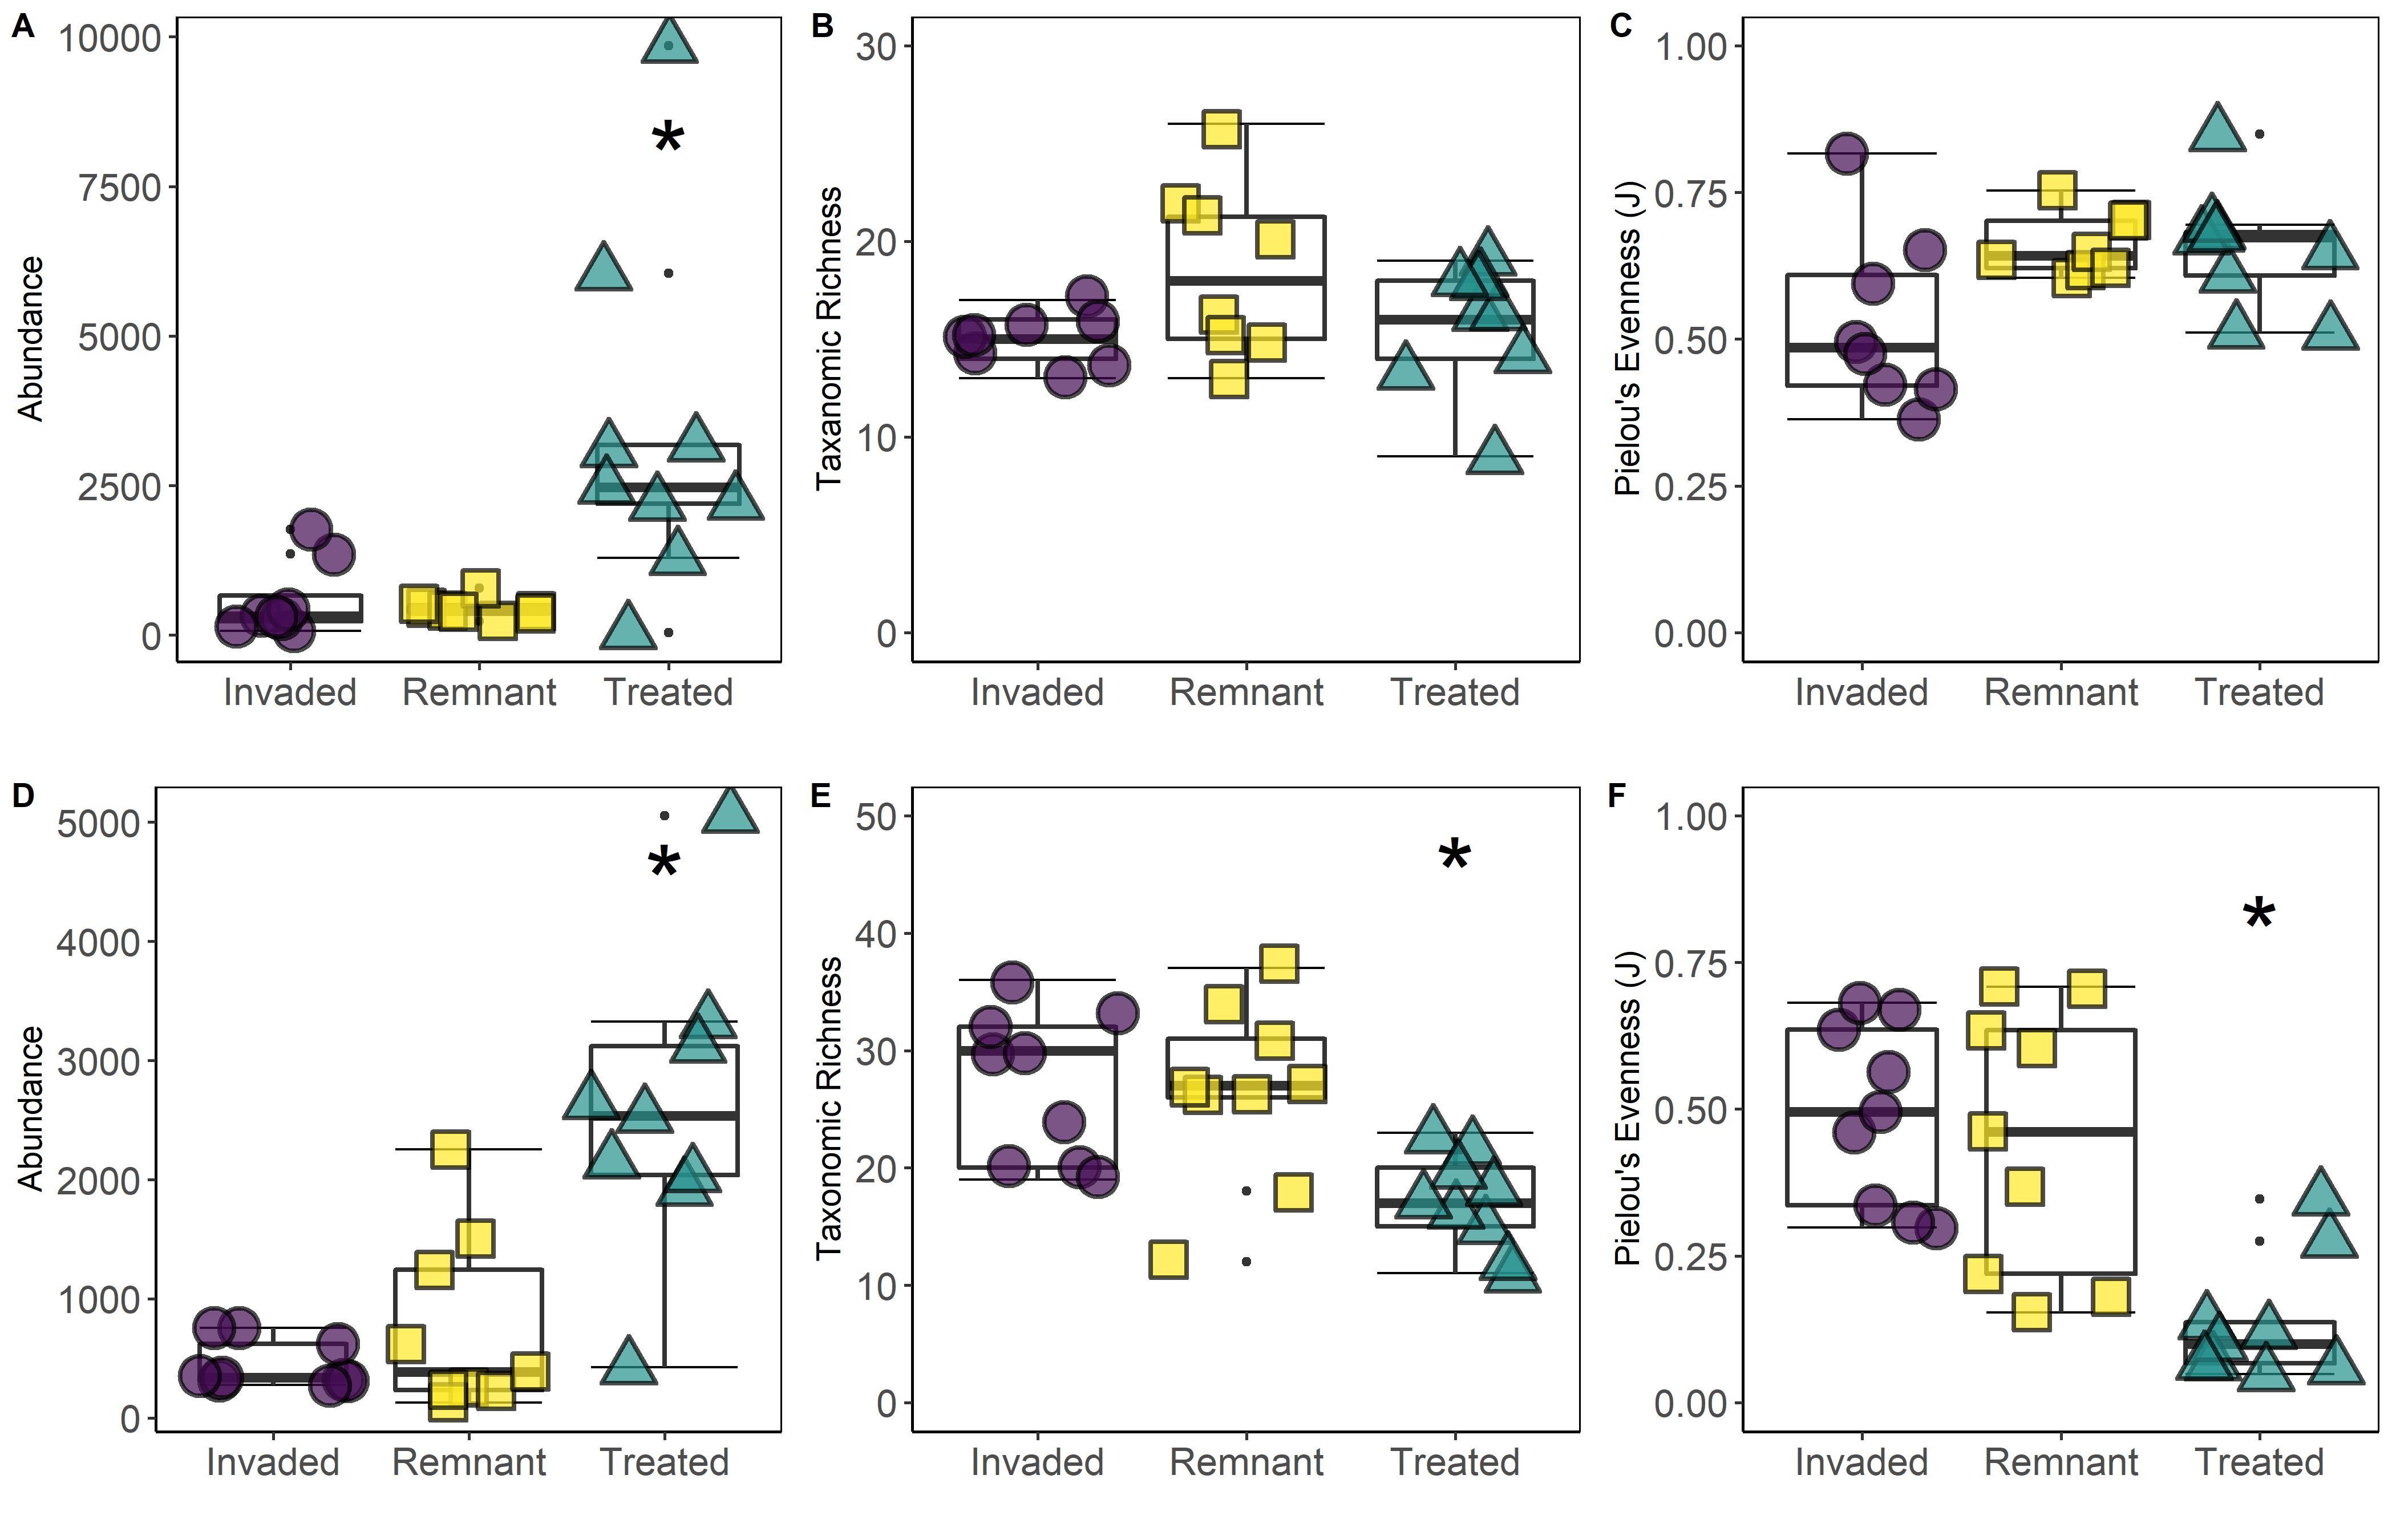 A
Abundance
10000
7500
5000
2500
0
*
Invaded Remnant Treated
B
Taxanomic Richness
30
20
10
0
Invaded Remnant Treated
C
Pielou's Evenness (J)
1.00
0.75
0.50
0.25
0.00
Invaded Remnant Treated
D
Abundance
5000
4000
3000
2000
1000
0
*
Invaded Remnant Treated
E
Taxonomic Richness
50
40
30
20
10
0
*
Invaded Remnant Treated
F
Pielou's Evenness (J)
1.00
0.75
0.50
0.25
0.00
*
Invaded Remnant Treated